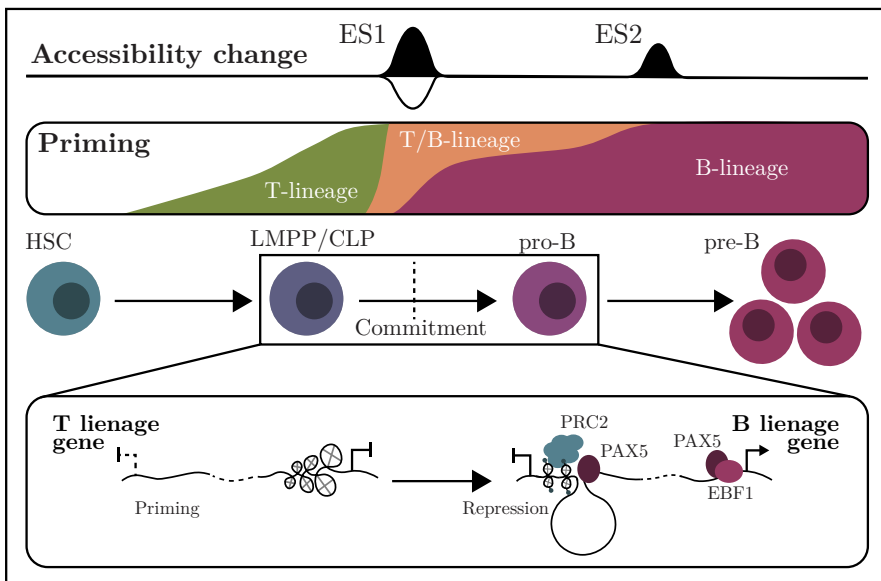 ES1
ES2
Accessibility change
Priming
T/B-lineage
T-lineage
B-lineage
HSC
LMPP/CLP
pro-B
pre-B
Commitment
T lienage
gene
PRC2
PAX5
PAX5
B lienage
gene
Priming
Repression
EBF1